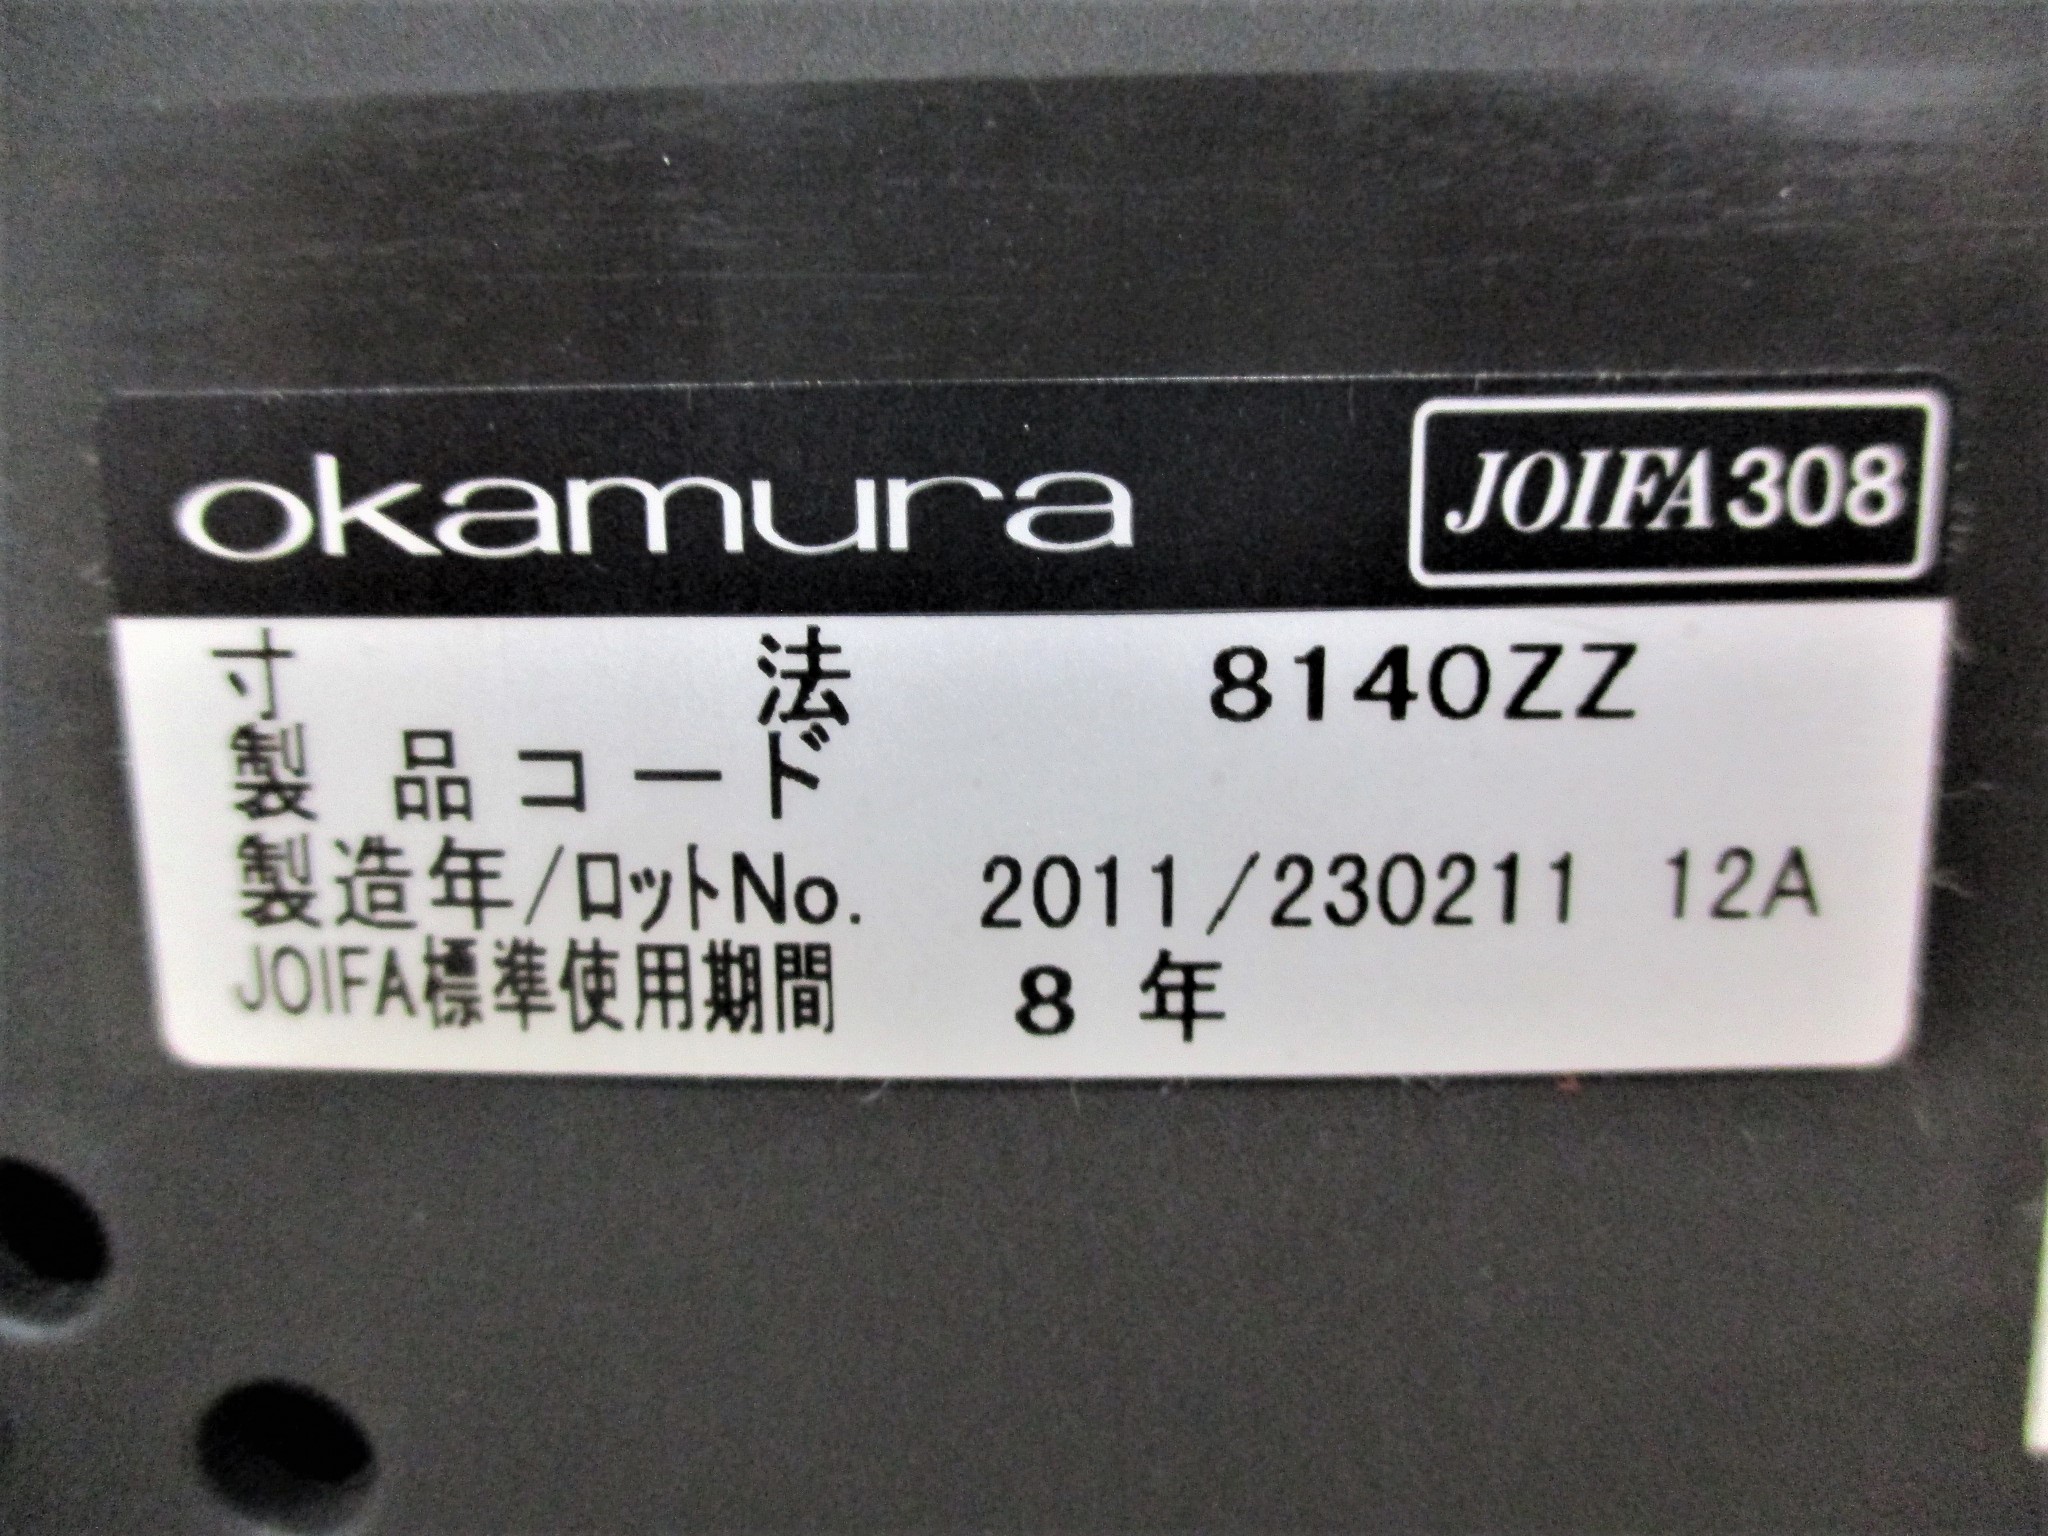 okamura JOIFA308
寸 法 8140ZZ
製品コード
製造年/ロットNo. 2011/230211 12A
JOIFA標準使用期間 8 年